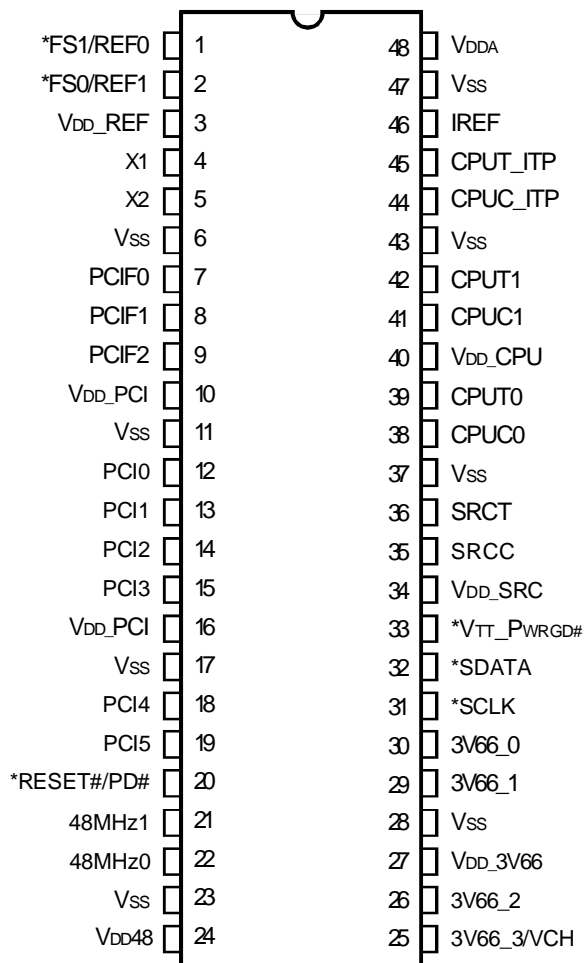 *FS1/REF0 1 48 VDDA
*FS0/REF1 2 47 VSS
VDD_REF 3 46 IREF
X1 4 45 CPUT_ITP
X2 5 44 CPUC_ITP
VSS 6 43 VSS
PCIF0 7 42 CPUT1
PCIF1 8 41 CPUC1
PCIF2 9 40 VDD_CPU
VDD_PCI 10 39 CPUT0
VSS 11 38 CPUC0
PCI0 12 37 VSS
PCI1 13 36 SRCT
PCI2 14 35 SRCC
PCI3 15 34 VDD_SRC
VDD_PCI 16 33 *VTT_PWRGD#
VSS 17 32 *SDATA
PCI4 18 31 *SCLK
PCI5 19 30 3V66_0
*RESET#/PD# 20 29 3V66_1
48MHz1 21 28 VSS
48MHz0 22 27 VDD_3V66
VSS 23 26 3V66_2
VDD48 24 25 3V66_3/VCH